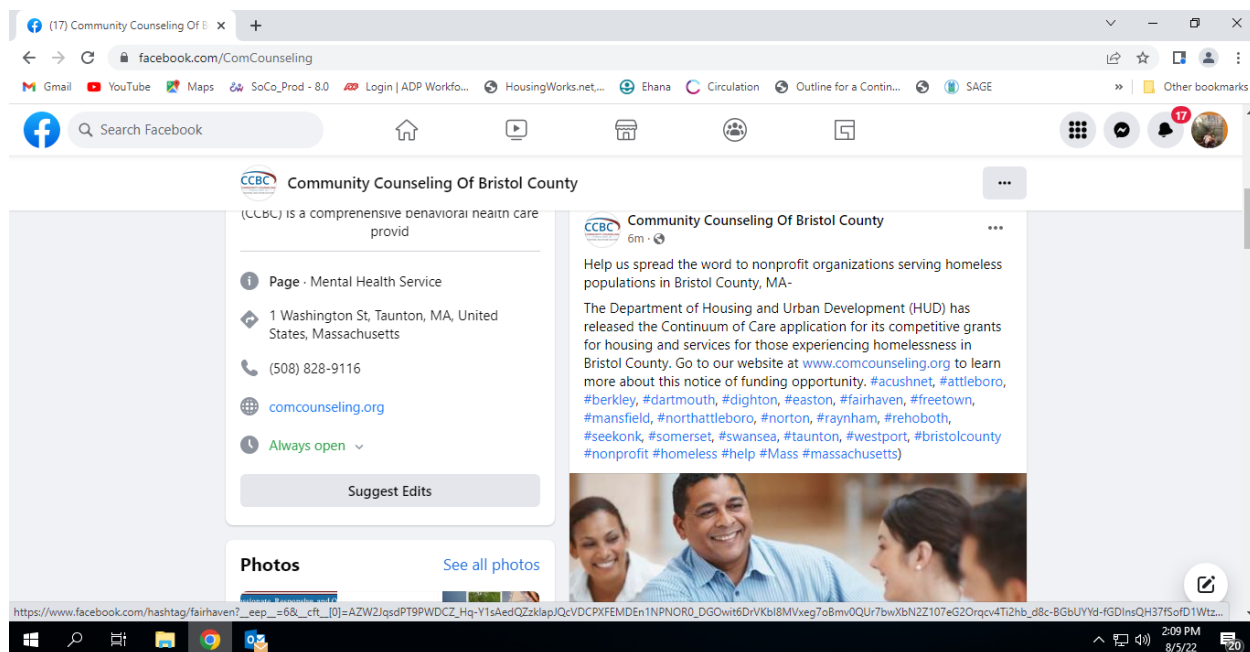 (17) Community Counseling Of B
facebook.com/ComCounseling
Gmail YouTube Maps SoCo_Prod - 8.0 Login | ADP Workfo... HousingWorks.net,... Ehana Circulation Outline for a Contin... SAGE » Other bookmarks
Search Facebook
17
CCBC Community Counseling Of Bristol County
(CCBC) is a comprehensive behavioral health care
provid
Page · Mental Health Service
1 Washington St, Taunton, MA, United
States, Massachusetts
(508) 828-9116
comcounseling.org
Always open
Suggest Edits
Photos See all photos
CCBC Community Counseling Of Bristol County
6m ·
Help us spread the word to nonprofit organizations serving homeless
populations in Bristol County, MA-
The Department of Housing and Urban Development (HUD) has
released the Continuum of Care application for its competitive grants
for housing and services for those experiencing homelessness in
Bristol County. Go to our website at www.comcounseling.org to learn
more about this notice of funding opportunity. #acushnet, #attleboro,
#berkley, #dartmouth, #dighton, #easton, #fairhaven, #freetown,
#mansfield, #northattleboro, #norton, #raynham, #rehoboth,
#seekonk, #somerset, #swansea, #taunton, #westport, #bristolcounty
#nonprofit #homeless #help #Mass #massachusetts)
2:09 PM
8/5/22
20